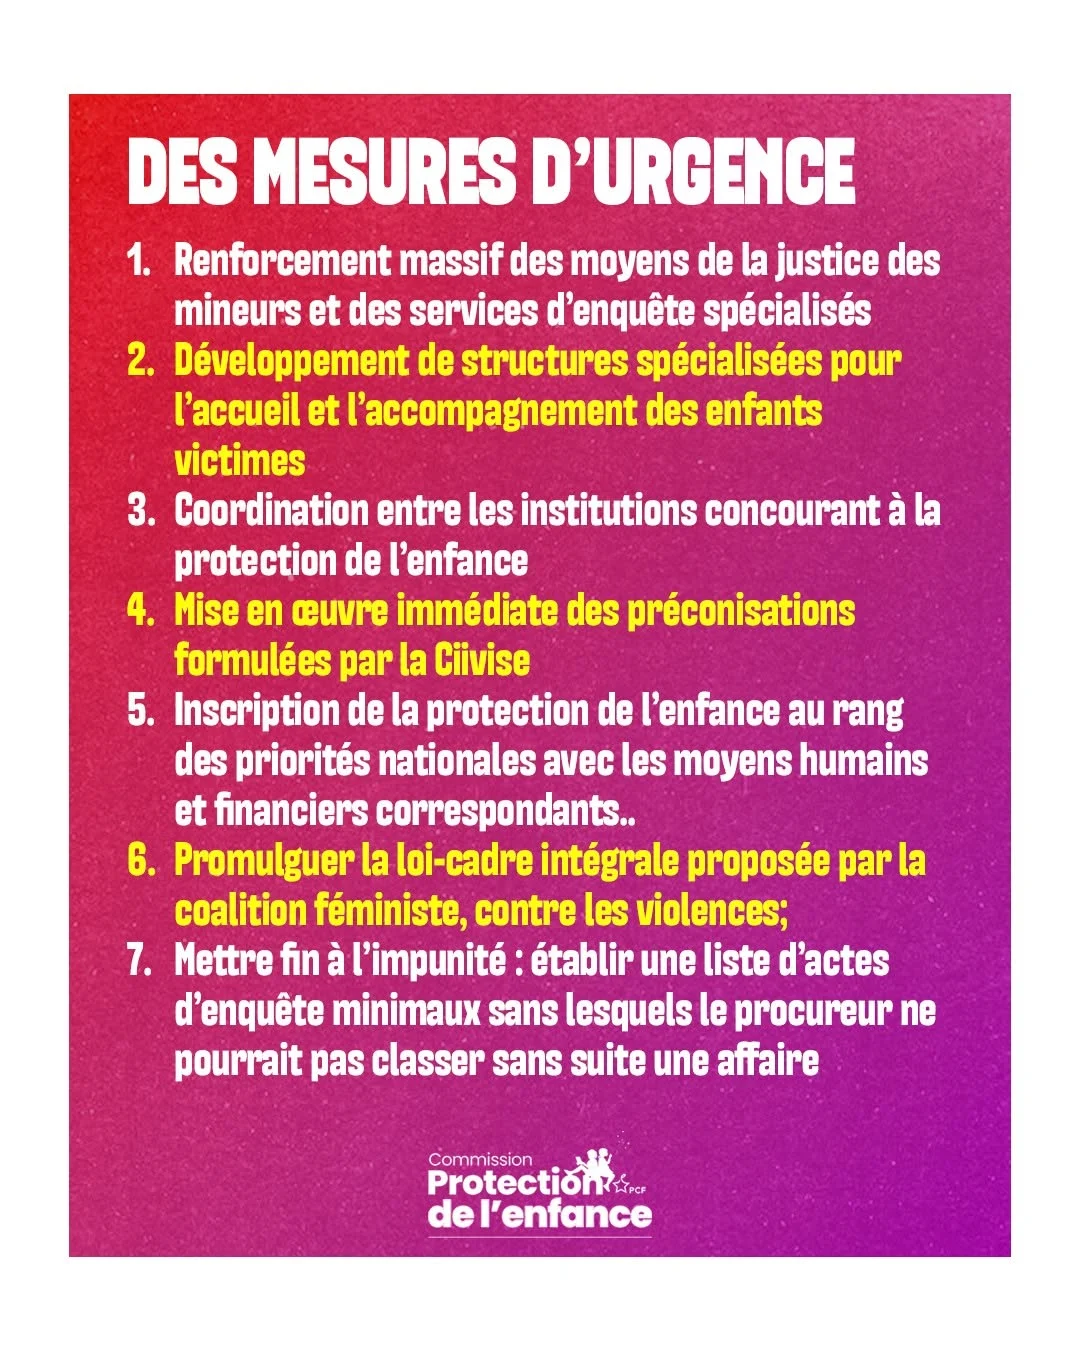 DES MESURES D'URGENCE
1. Renforcement massif des moyens de la justice des
mineurs et des services d'enquête spécialisés
2. Développement de structures spécialisées pour
l'accueil et l'accompagnement des enfants
victimes
3. Coordination entre les institutions concourant à la
protection de l'enfance
4. Mise en œuvre immédiate des préconisations
formulées par la Ciivise
5. Inscription de la protection de l'enfance au rang
des priorités nationales avec les moyens humains
et financiers correspondants..
6. Promulguer la loi-cadre intégrale proposée par la
coalition féministe, contre les violences;
7. Mettre fin à l'impunité : établir une liste d'actes
d'enquête minimaux sans lesquels le procureur ne
pourrait pas classer sans suite une affaire
Commission
Protection PCF
de l'enfance